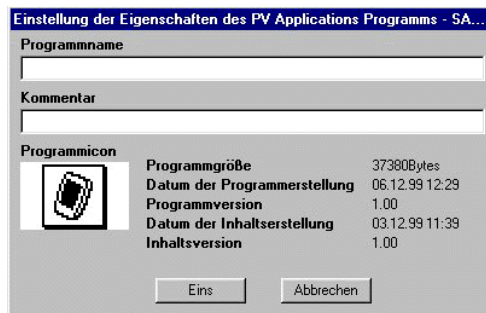 Einstellung der Eigenschaften des PV Applications Programms - SA...
Programmname
Kommentar
Programmicon
Programmgröße 37380Bytes
Datum der Programmerstellung 06.12.99 12:29
Programmversion 1.00
Datum der Inhaltserstellung 03.12.99 11:39
Inhaltsversion 1.00
Eins Abbrechen